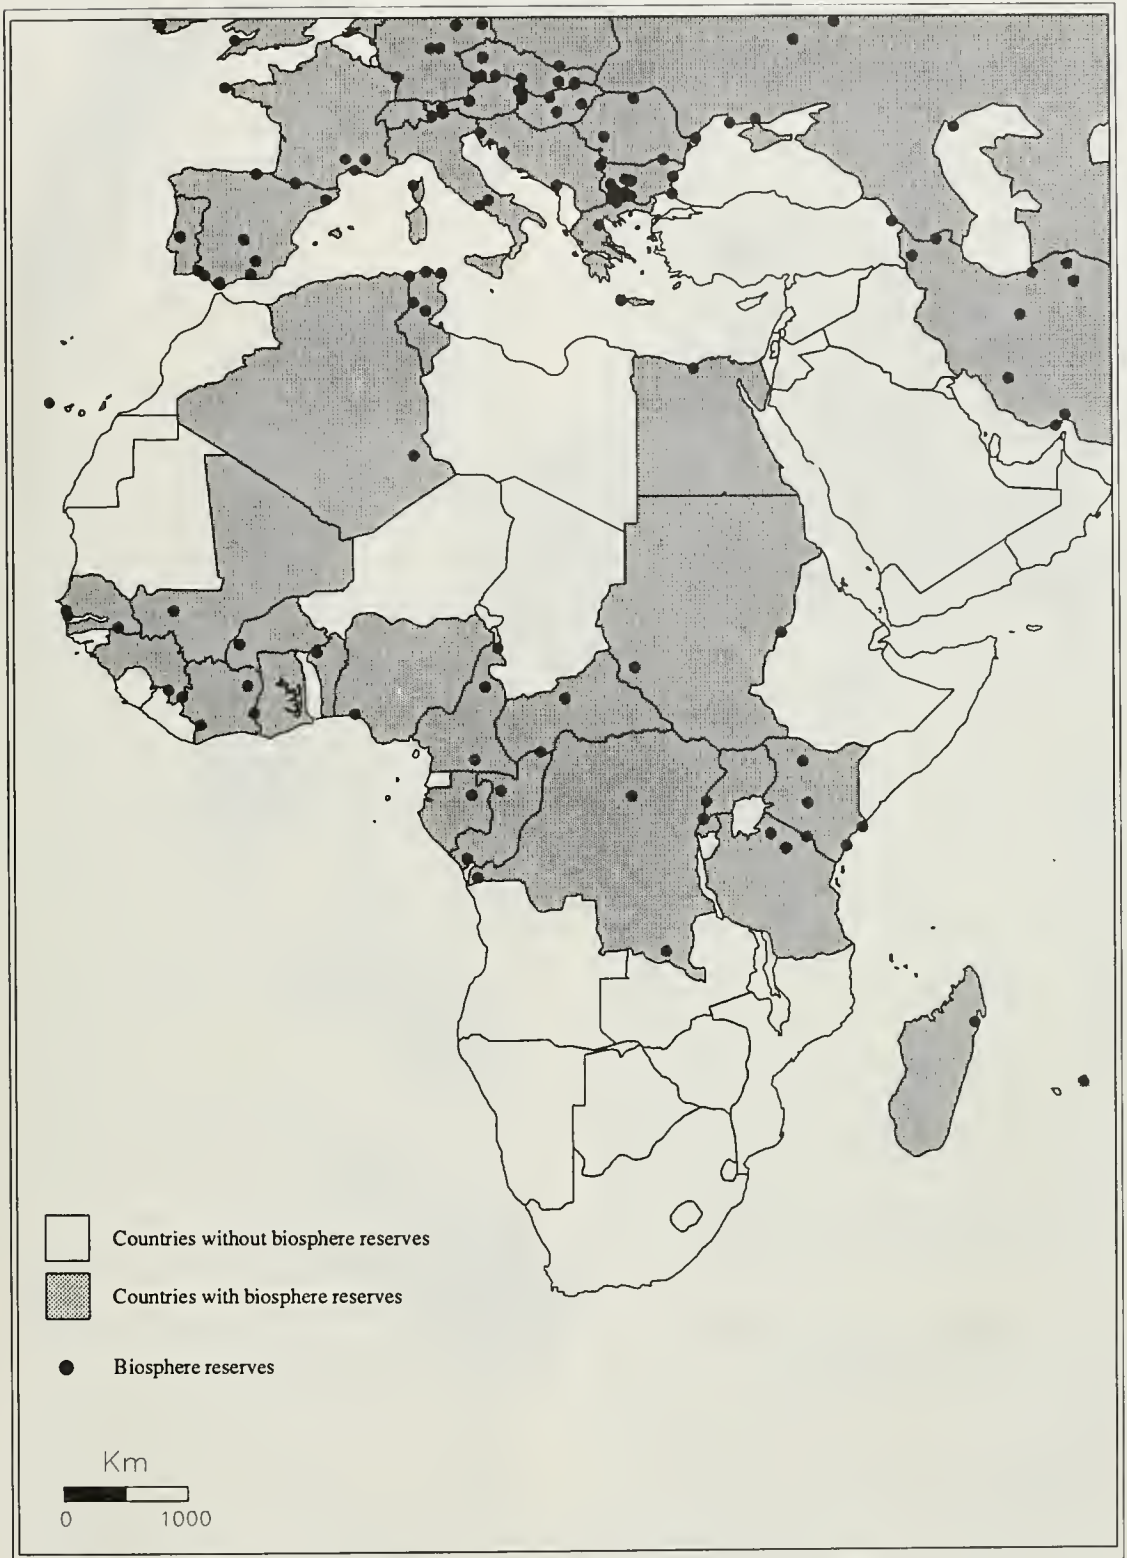 Countries without biosphere reserves
Countries with biosphere reserves
Biosphere reserves
Km
0 1000